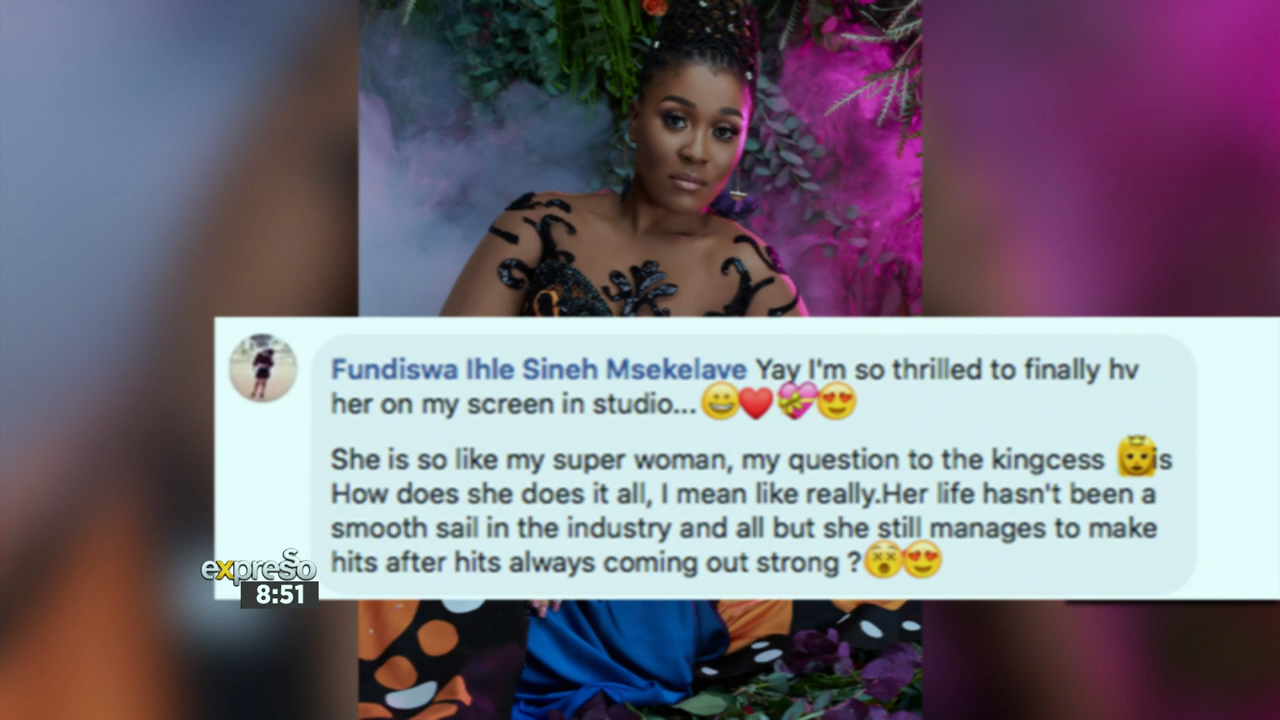 Fundiswa Ihle Sineh Msekelave Yay I'm so thrilled to finally hv
her on my screen in studio...😄❤️💝😍
She is so like my super woman, my question to the kingcess 👸is
How does she does it all, I mean like really.Her life hasn't been a
smooth sail in the industry and all but she still manages to make
hits after hits always coming out strong ?😵😍
expresso
8:51